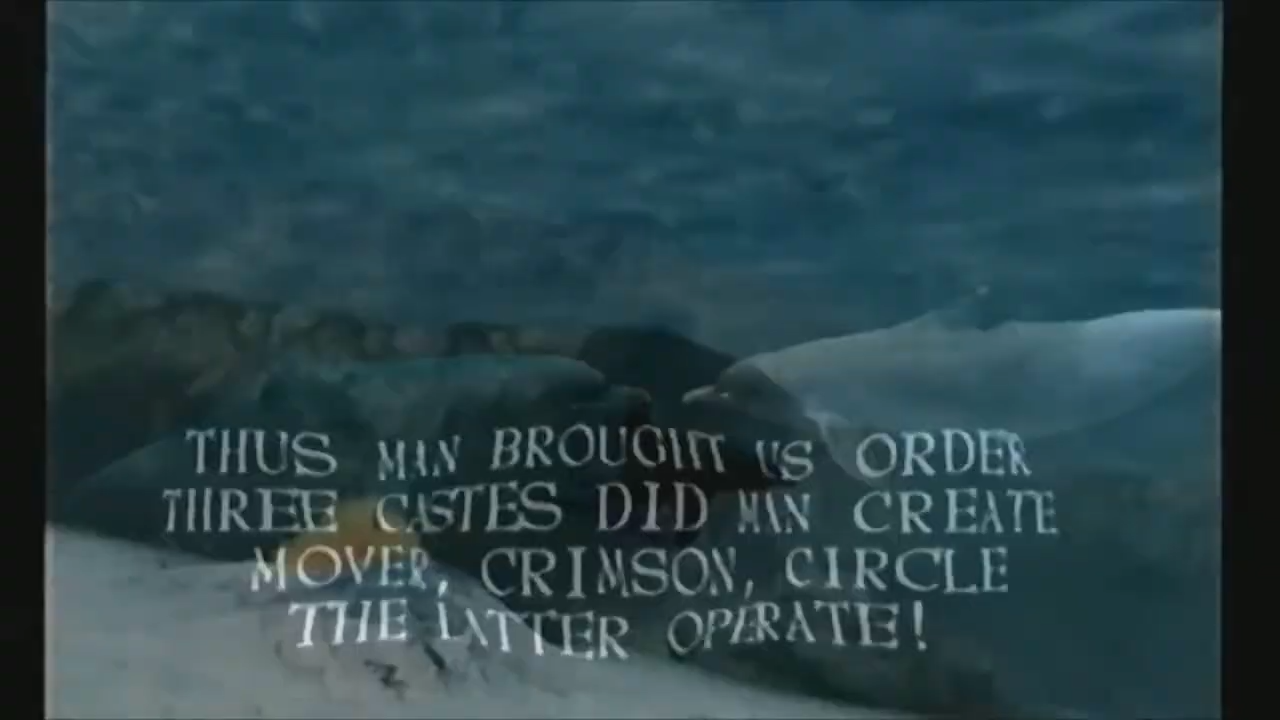 THUS MAN BROUGHT US ORDER
THREE CASTES DID MAN CREATE
MOVER, CRIMSON, CIRCLE
THE LATTER OPERATE!